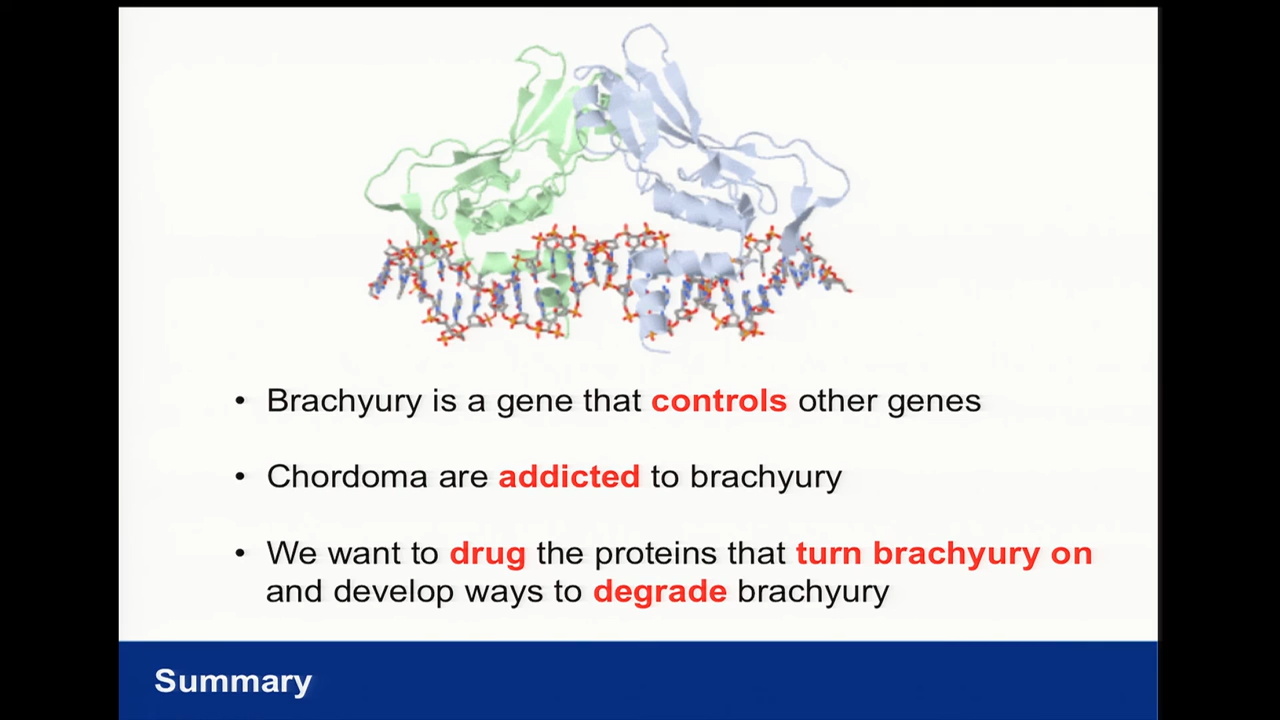 • Brachyury is a gene that controls other genes
• Chordoma are addicted to brachyury
• We want to drug the proteins that turn brachyury on
and develop ways to degrade brachyury
Summary